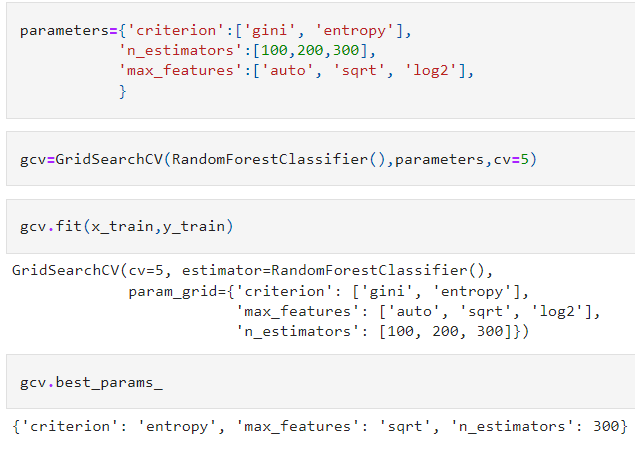 parameters={'criterion':['gini', 'entropy'],
'n_estimators':[100,200,300],
'max_features':['auto', 'sqrt', 'log2'],
}
gcv=GridSearchCV(RandomForestClassifier(),parameters,cv=5)
gcv.fit(x_train,y_train)
GridSearchCV(cv=5, estimator=RandomForestClassifier(),
param_grid={'criterion': ['gini', 'entropy'],
'max_features': ['auto', 'sqrt', 'log2'],
'n_estimators': [100, 200, 300]})
gcv.best_params_
{'criterion': 'entropy', 'max_features': 'sqrt', 'n_estimators': 300}